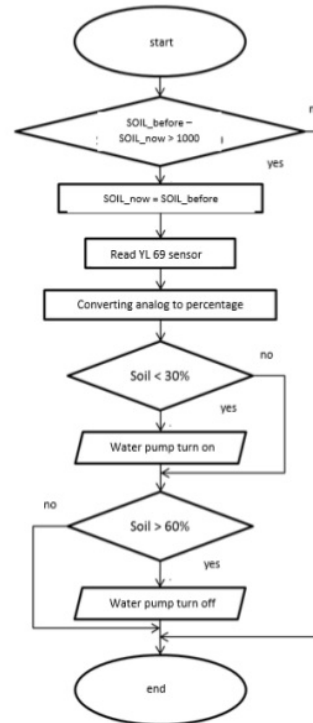 start
SOIL_before –
SOIL_now > 1000
yes
SOIL_now = SOIL_before
Read YL 69 sensor
Converting analog to percentage
no
Soil < 30%
yes
Water pump turn on
no
Soil > 60%
yes
Water pump turn off
end